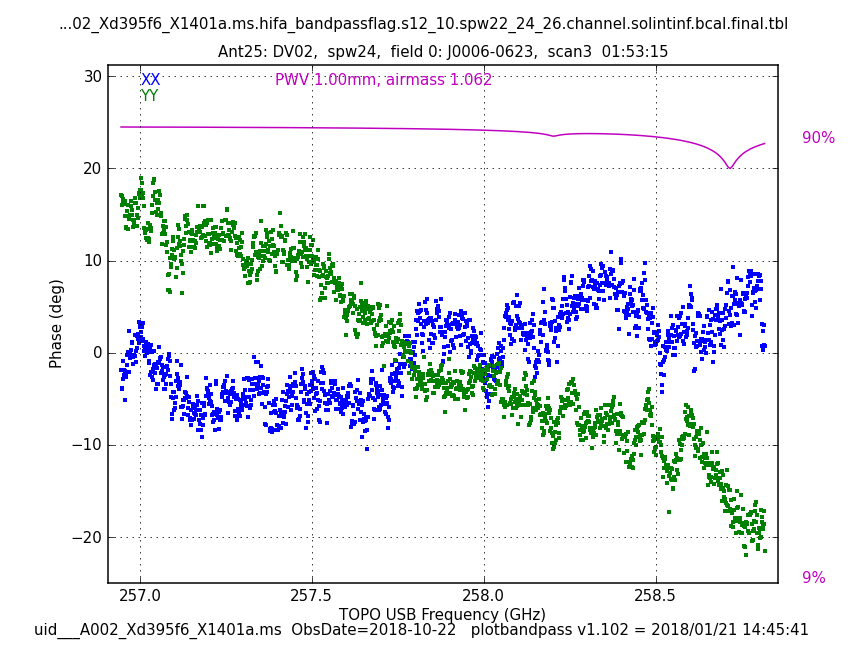 ...02_Xd395f6_X1401a.ms.hifa_bandpassflag.s12_10.spw22_24_26.channel.solintinf.bcal.final.tbl
Ant25: DV02, spw24, field 0: J0006-0623, scan3 01:53:15
XX
YY
PWV 1.00mm, airmass 1.062
30
20
10
0
−10
−20
Phase (deg)
90%
9%
257.0 257.5 258.0 258.5
TOPO USB Frequency (GHz)
uid___A002_Xd395f6_X1401a.ms ObsDate=2018-10-22 plotbandpass v1.102 = 2018/01/21 14:45:41